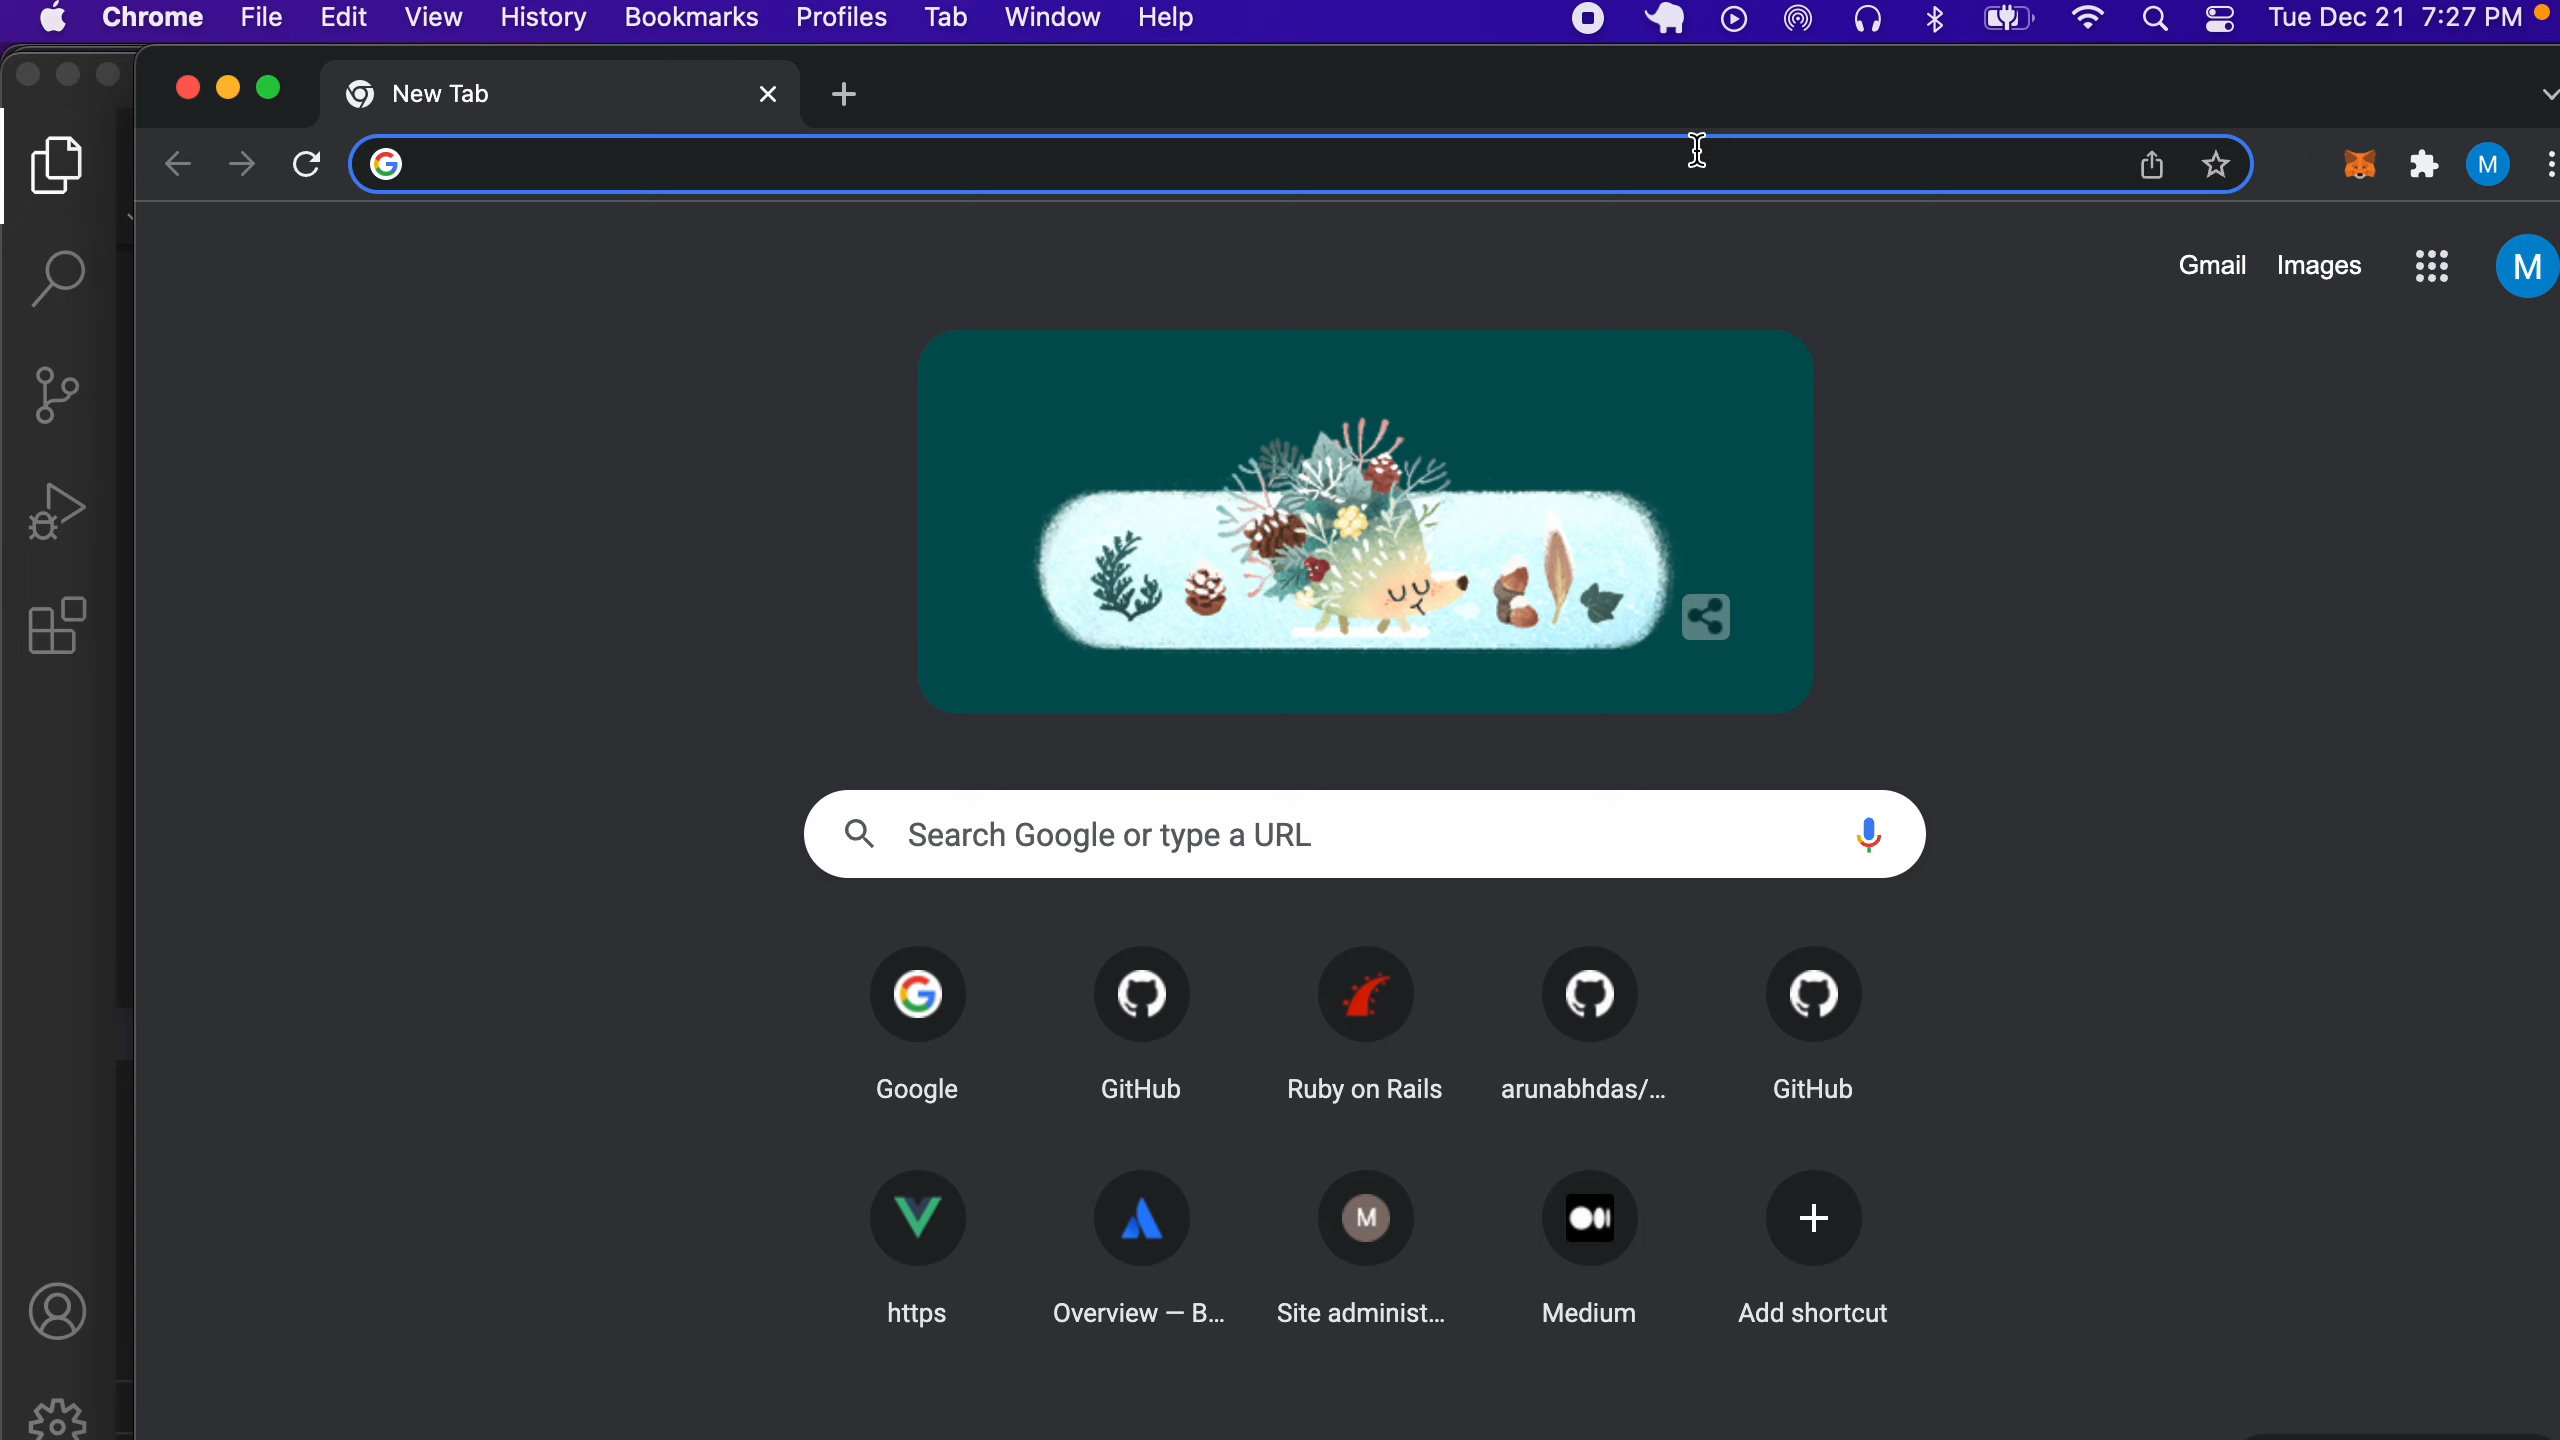 Chrome File Edit View History Bookmarks Profiles Tab Window Help Tue Dec 21 7:27 PM
New Tab
M
Gmail Images M
Search Google or type a URL
Google GitHub Ruby on Rails arunabhdas/... GitHub
M
https Overview — B... Site administ... Medium Add shortcut